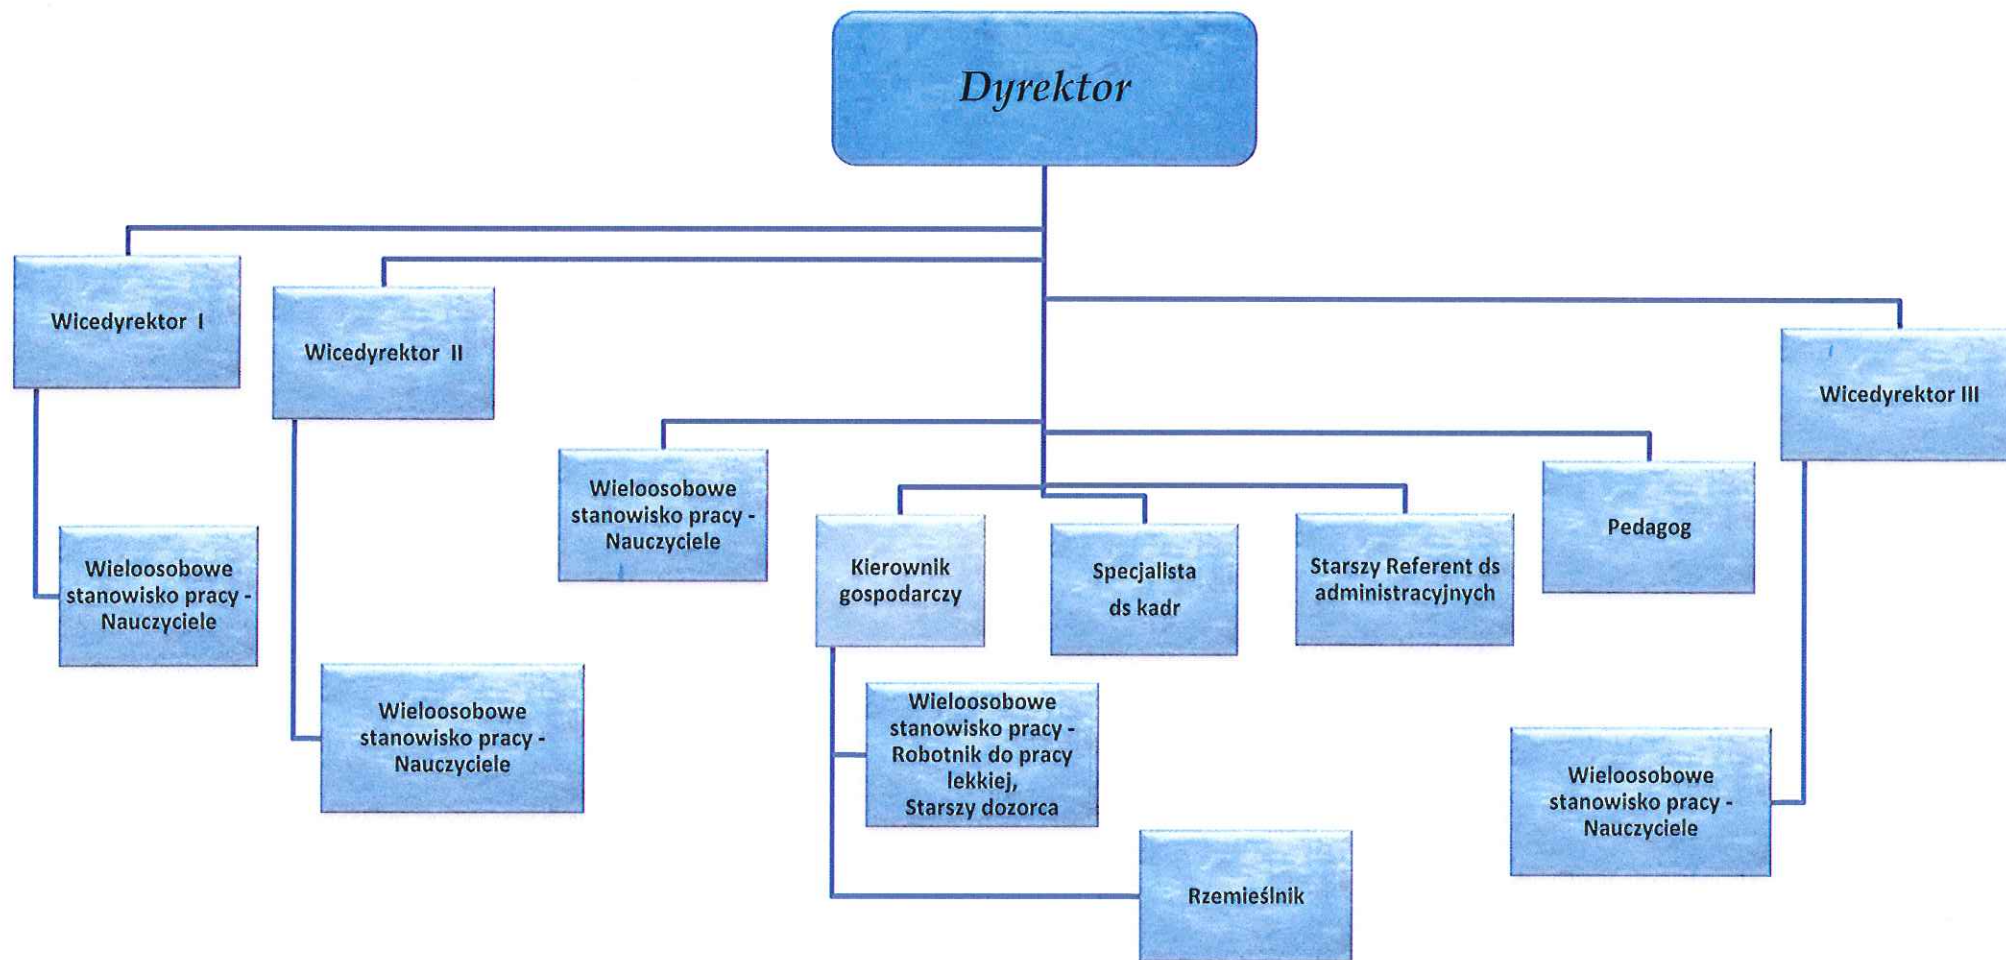 Dyrektor
Wicedyrektor I
Wicedyrektor II
Wicedyrektor III
Wieloosobowe
stanowisko pracy -
Nauczyciele
Pedagog
Kierownik
gospodarczy
Specjalista
ds kadr
Starszy Referent ds
administracyjnych
Wieloosobowe
stanowisko pracy -
Nauczyciele
Wieloosobowe
stanowisko pracy -
Nauczyciele
Wieloosobowe
stanowisko pracy -
Robotnik do pracy
lekkiej,
Starszy dozorca
Wieloosobowe
stanowisko pracy -
Nauczyciele
Rzemieślnik